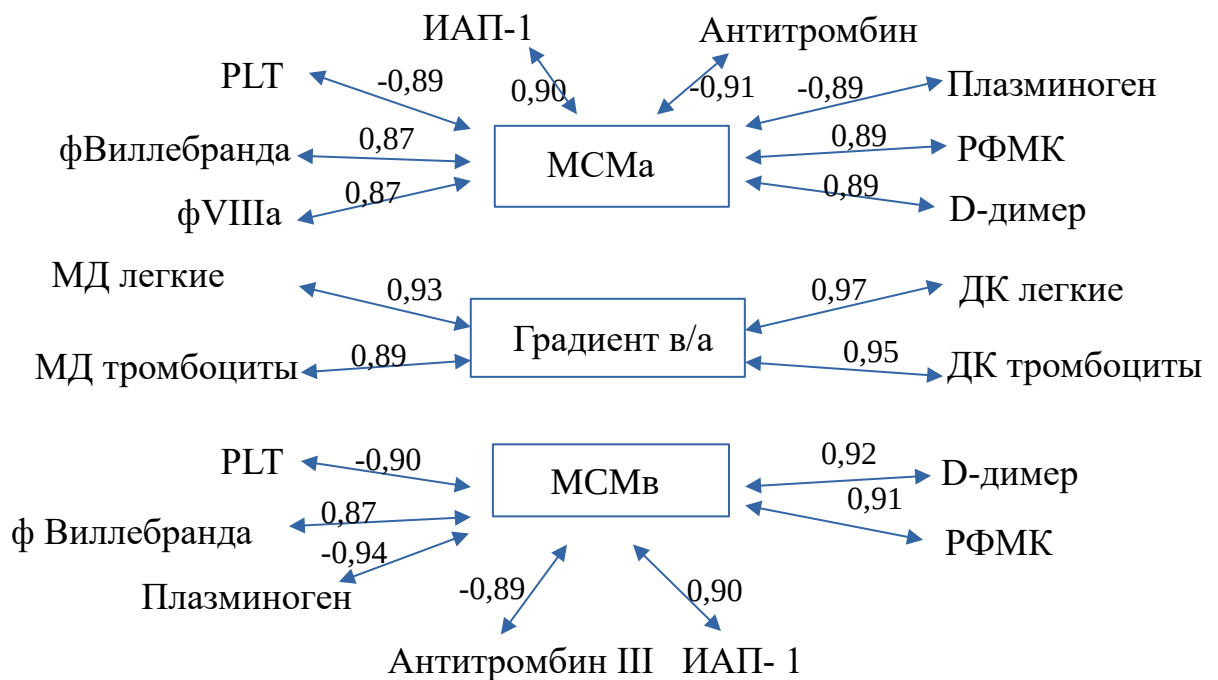 ИАП-1
Антитромбин
PLT
-0,89
0,90
-0,91
-0,89
Плазминоген
фВиллебранда
0,87
МСМа
0,89
РФМК
фVIIIа
0,87
0,89
D-димер
МД легкие
0,93
0,97
ДК легкие
Градиент в/а
МД тромбоциты
0,89
0,95
ДК тромбоциты
PLT
-0,90
МСМв
0,92
D-димер
ф Виллебранда
0,87
0,91
РФМК
-0,94
Плазминоген
-0,89
0,90
Антитромбин III
ИАП- 1